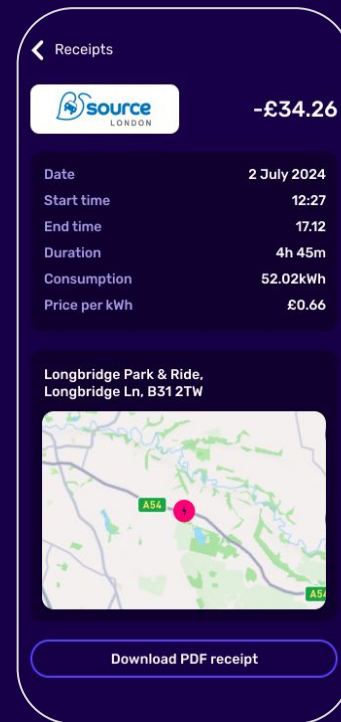 Receipts
source
LONDON
-£34.26
Date 2 July 2024
Start time 12:27
End time 17.12
Duration 4h 45m
Consumption 52.02kWh
Price per kWh £0.66
Longbridge Park & Ride,
Longbridge Ln, B31 2TW
A54
A54
Download PDF receipt